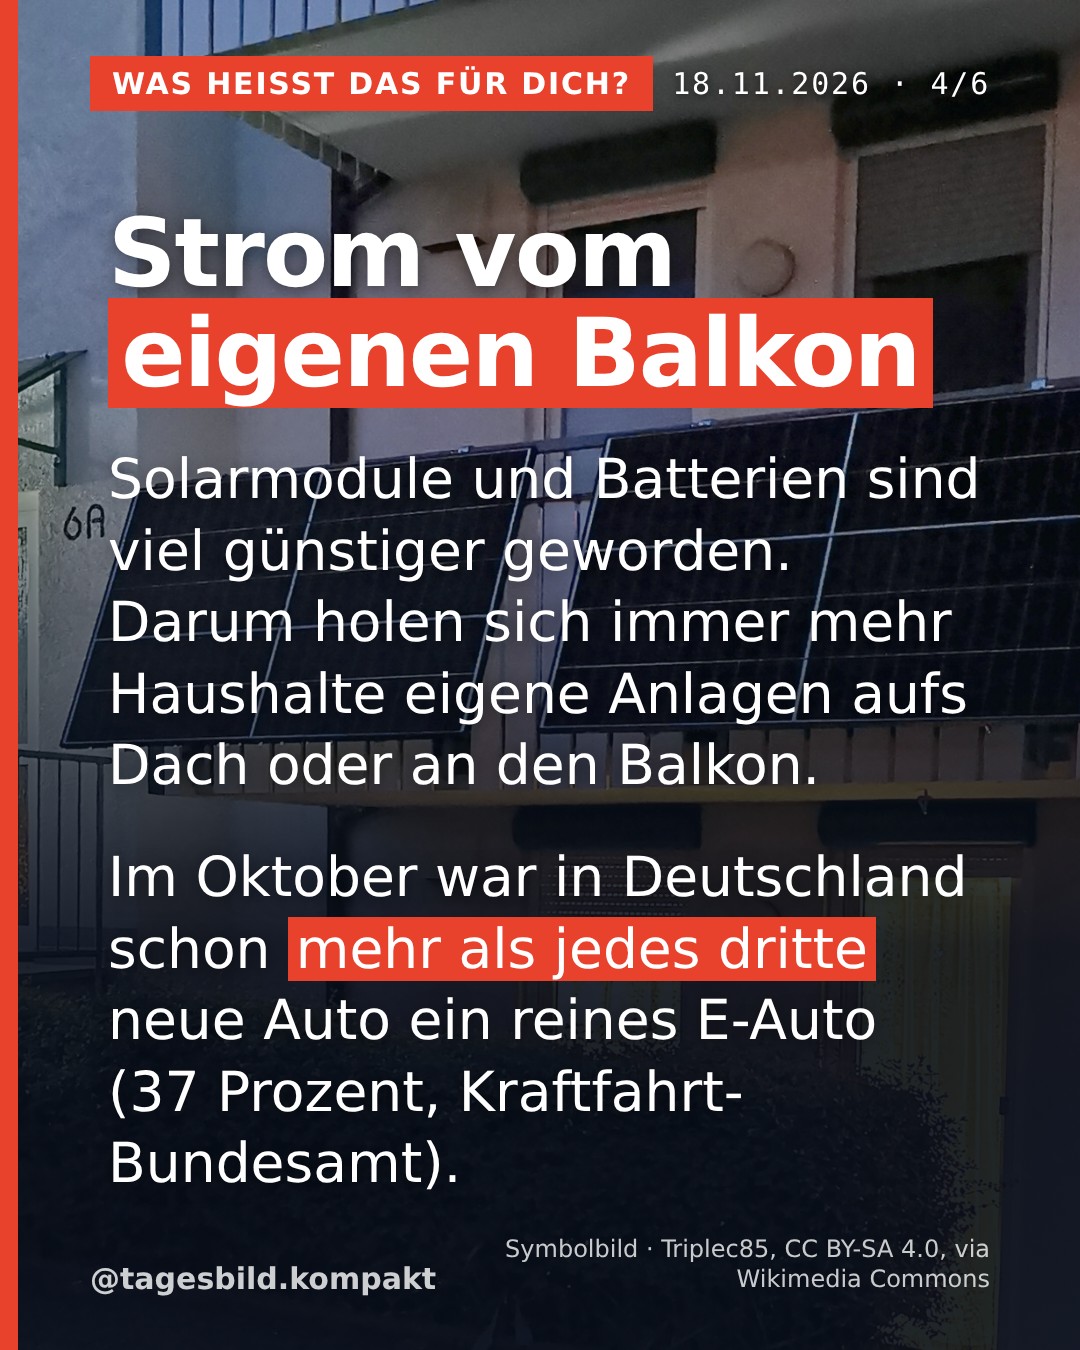 WAS HEISST DAS FÜR DICH?
18.11.2026 · 4/6
Strom vom
eigenen Balkon
Solarmodule und Batterien sind
viel günstiger geworden.
Darum holen sich immer mehr
Haushalte eigene Anlagen aufs
Dach oder an den Balkon.
6A
Im Oktober war in Deutschland
schon mehr als jedes dritte
neue Auto ein reines E-Auto
(37 Prozent, Kraftfahrt-
Bundesamt).
Symbolbild · Triplec85, CC BY-SA 4.0, via
Wikimedia Commons
@tagesbild.kompakt